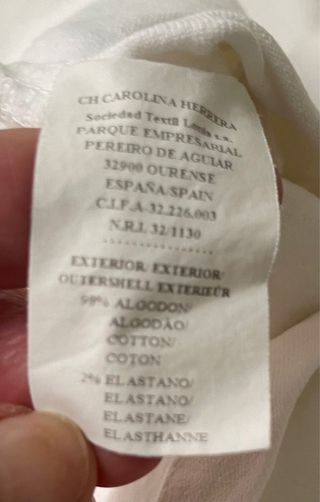 CH CAROLINA HERRERA
Sociedad Textil Lonia s.a.
PARQUE EMPRESARIAL
PEREIRO DE AGUIAR
32900 OURENSE
ESPAÑA/SPAIN
C.I.F.A-32.226.003
N.R.I. 32/1130
EXTERIOR/ EXTERIOR/
OUTERSHELL EXTERIEÜR
98% ALGODON/
ALGODÃO/
COTTON/
COTON
2% ELASTANO/
ELASTANO/
ELASTANE/
ELASTHANNE